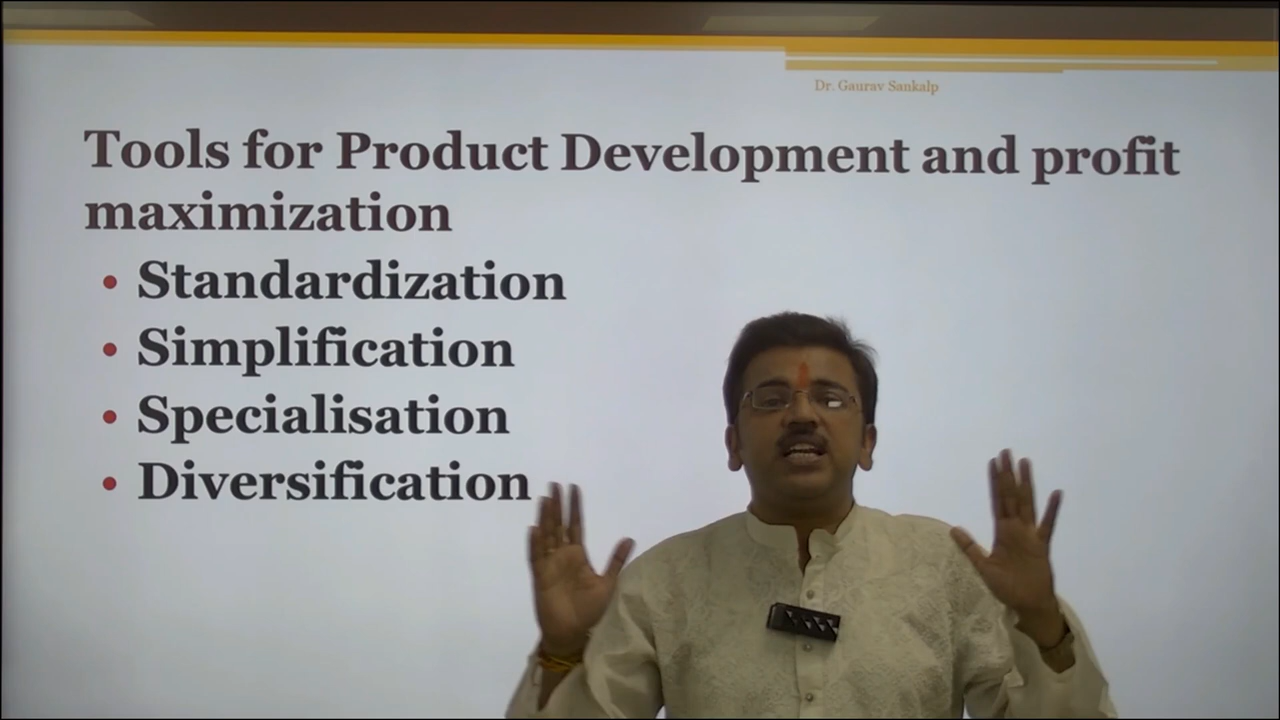 Dr. Gaurav Sankalp
Tools for Product Development and profit
maximization
• Standardization
• Simplification
• Specialisation
• Diversification